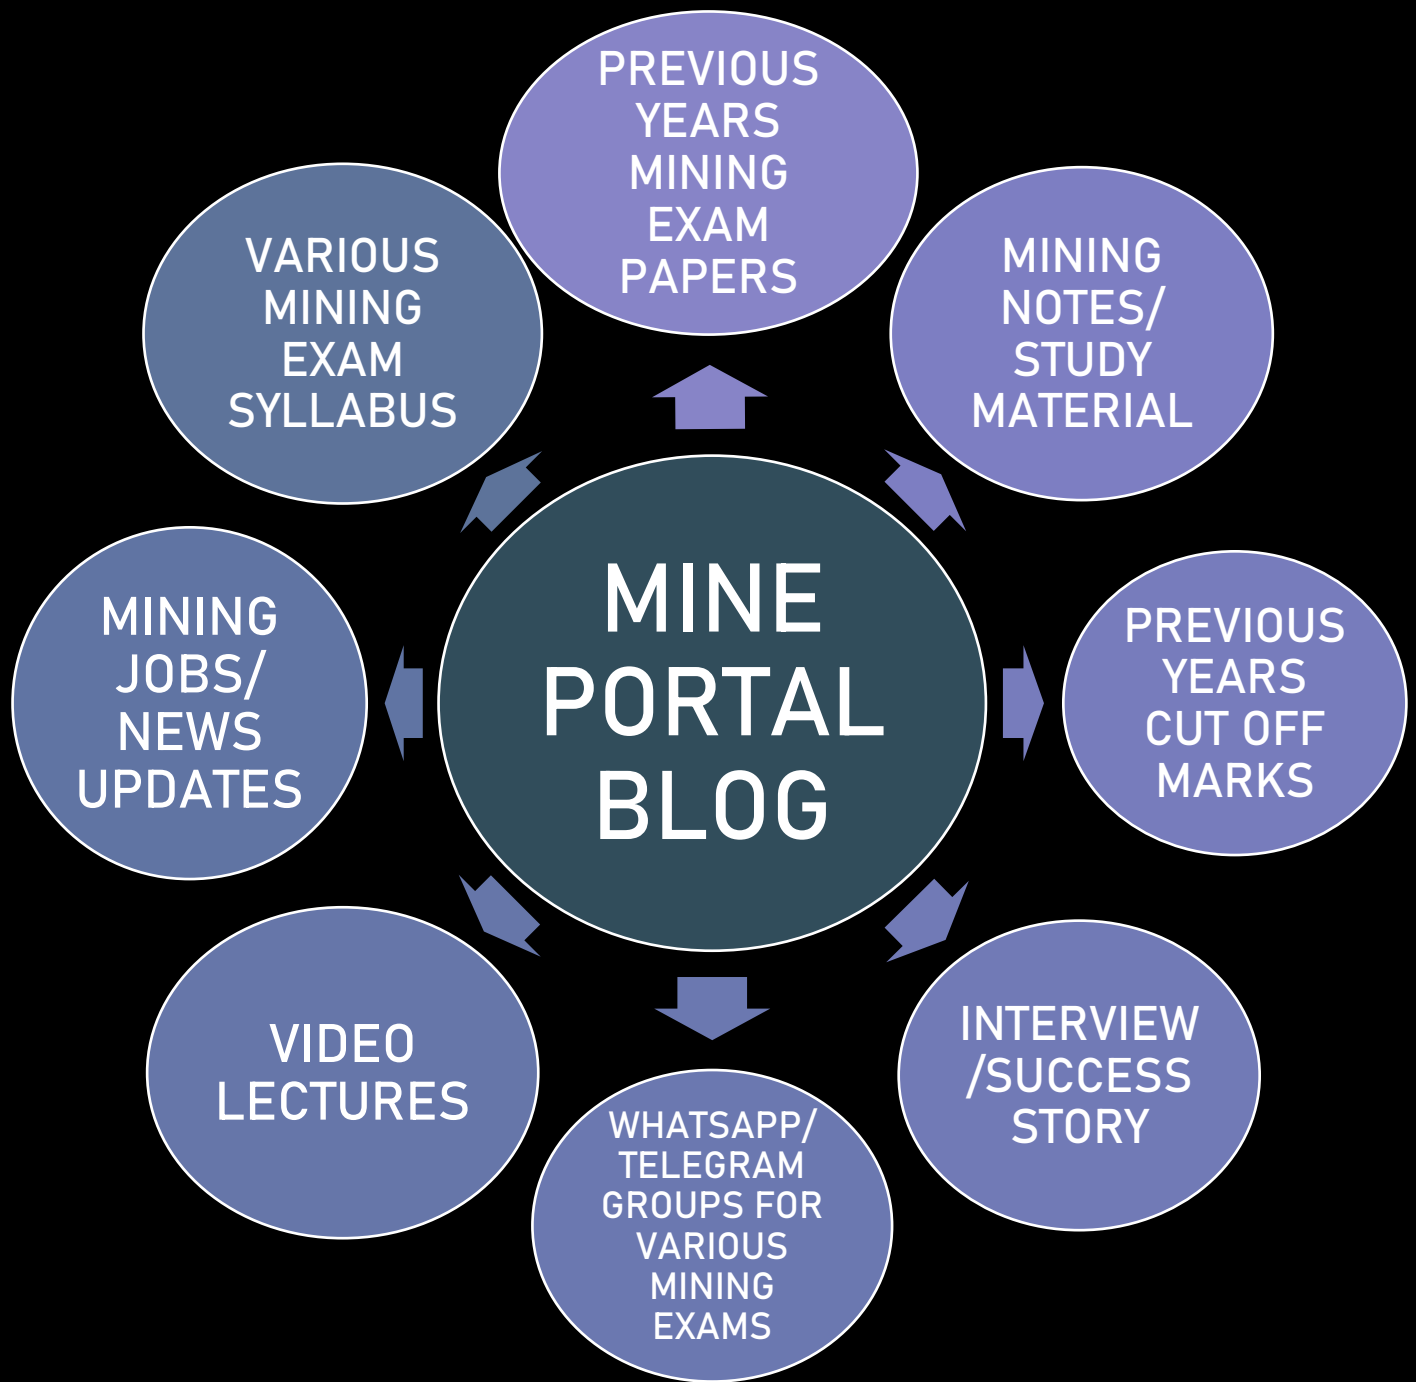 PREVIOUS
YEARS
MINING
EXAM
PAPERS
MINING
NOTES/
STUDY
MATERIAL
PREVIOUS
YEARS
CUT OFF
MARKS
INTERVIEW
/SUCCESS
STORY
WHATSAPP/
TELEGRAM
GROUPS FOR
VARIOUS
MINING
EXAMS
VIDEO
LECTURES
MINING
JOBS/
NEWS
UPDATES
VARIOUS
MINING
EXAM
SYLLABUS
MINE
PORTAL
BLOG